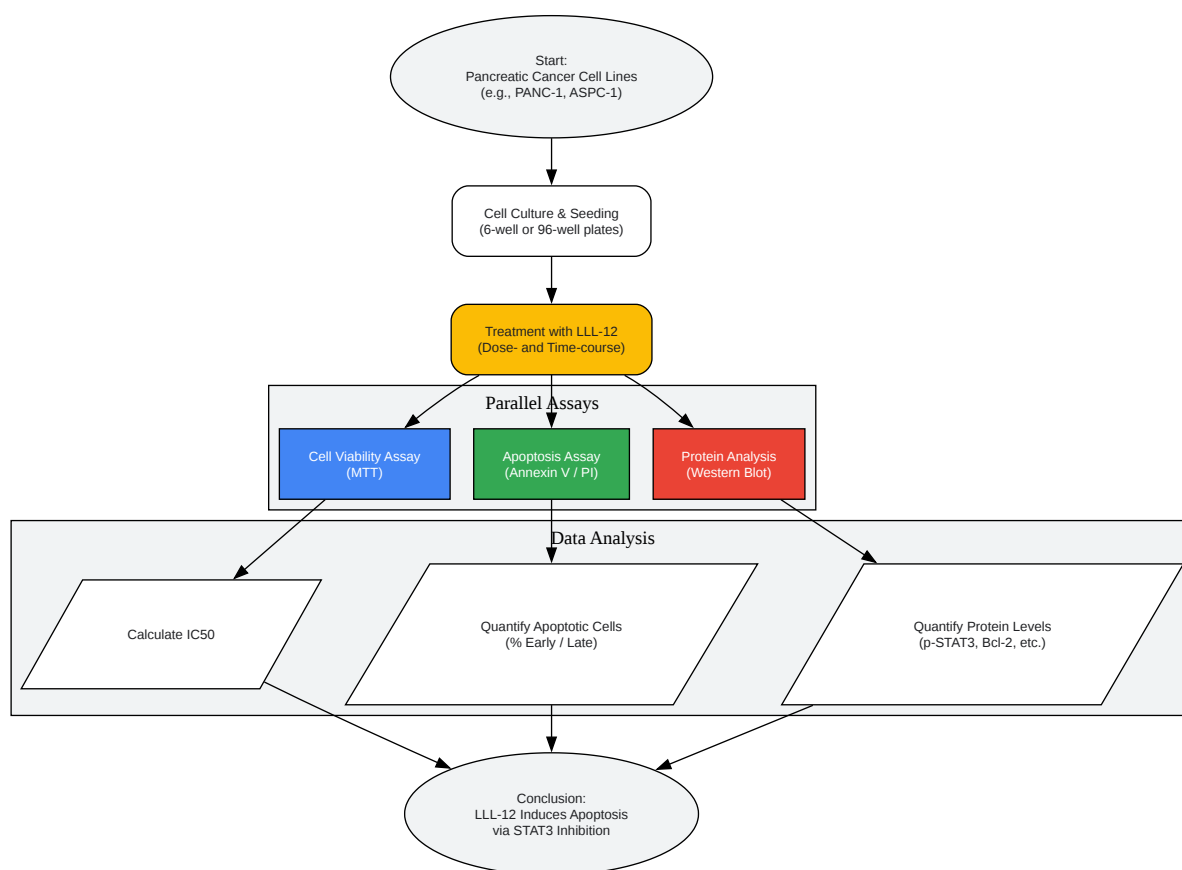 Start:
Pancreatic Cancer Cell Lines
(e.g., PANC-1, ASPC-1)
Cell Culture & Seeding
(6-well or 96-well plates)
Treatment with LLL-12
(Dose- and Time-course)
Parallel Assays
Cell Viability Assay
(MTT)
Apoptosis Assay
(Annexin V / PI)
Protein Analysis
(Western Blot)
Data Analysis
Calculate IC50
Quantify Apoptotic Cells
(% Early / Late)
Quantify Protein Levels
(p-STAT3, Bcl-2, etc.)
Conclusion:
LLL-12 Induces Apoptosis
via STAT3 Inhibition